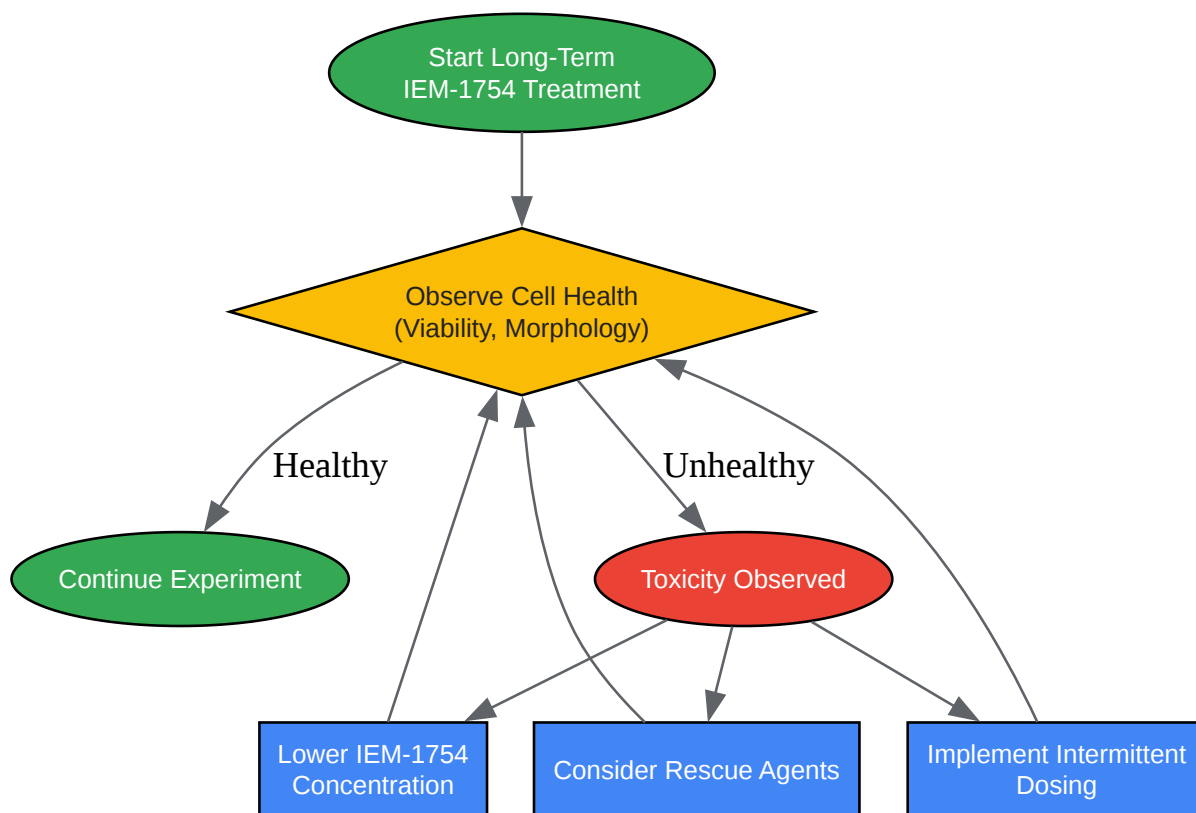 Start Long-Term
IEM-1754 Treatment
Observe Cell Health
(Viability, Morphology)
Healthy
Unhealthy
Continue Experiment
Toxicity Observed
Lower IEM-1754
Concentration
Consider Rescue Agents
Implement Intermittent
Dosing